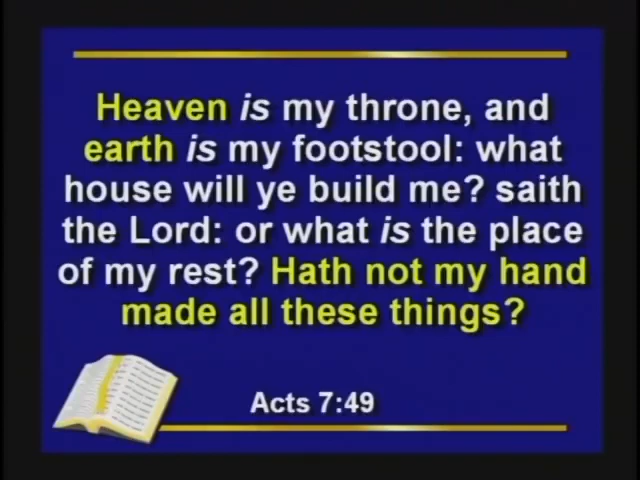 Heaven is my throne, and
earth is my footstool: what
house will ye build me? saith
the Lord: or what is the place
of my rest? Hath not my hand
made all these things?
Acts 7:49